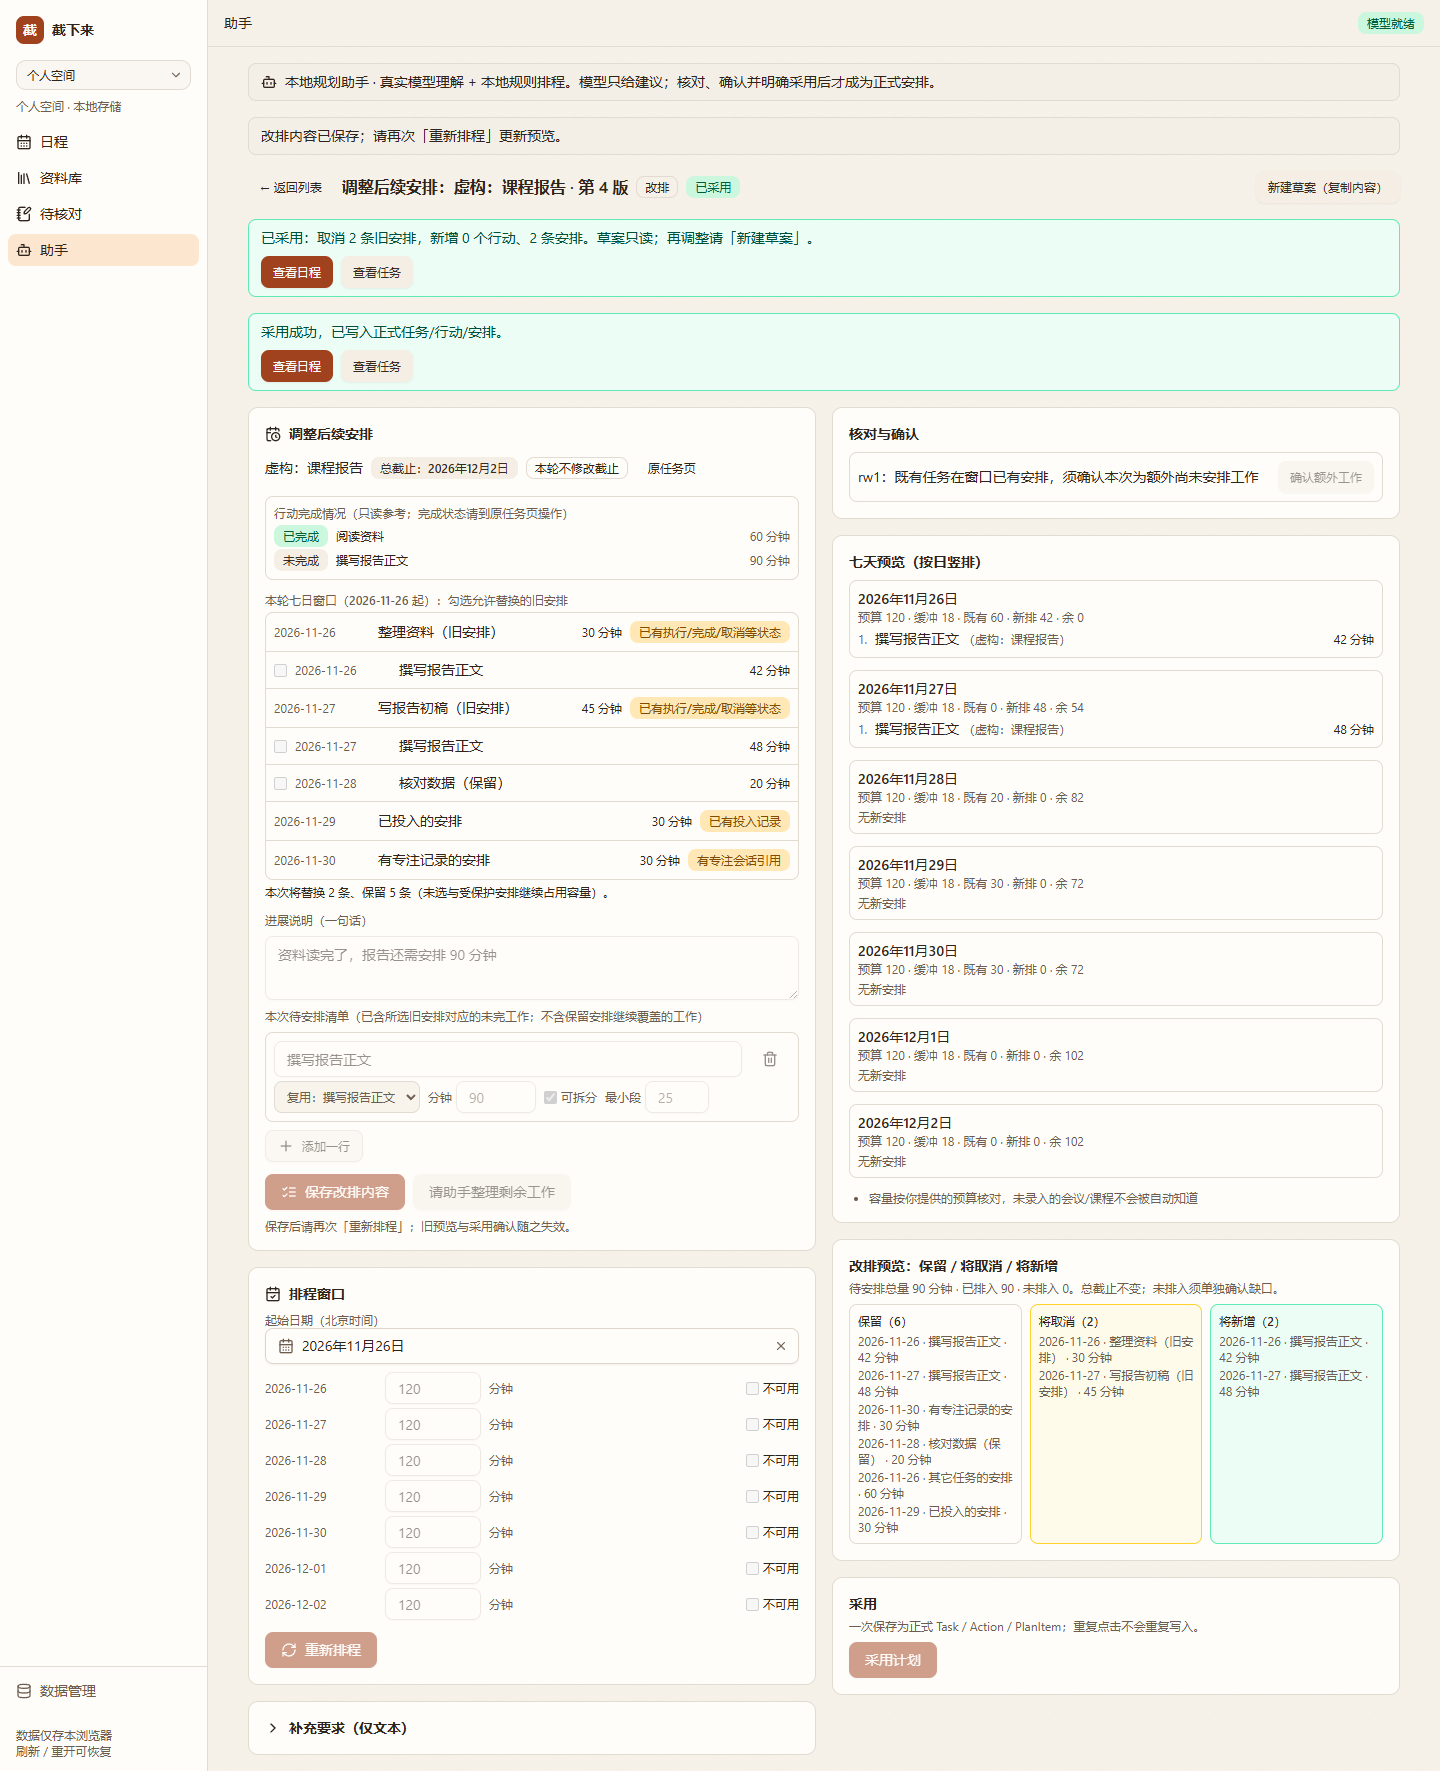 截 截下来
个人空间
个人空间 · 本地存储
日程
资料库
待核对
助手
数据管理
数据仅存本浏览器
刷新 / 重开可恢复
助手
模型就绪
本地规划助手 · 真实模型理解 + 本地规则排程。模型只给建议；核对、确认并明确采用后才成为正式安排。
改排内容已保存；请再次「重新排程」更新预览。
← 返回列表 调整后续安排：虚构：课程报告 · 第 4 版 改排 已采用 新建草案（复制内容）
已采用：取消 2 条旧安排，新增 0 个行动、2 条安排。草案只读；再调整请「新建草案」。
查看日程 查看任务
采用成功，已写入正式任务/行动/安排。
查看日程 查看任务
调整后续安排
虚构：课程报告 总截止：2026年12月2日 本轮不修改截止 原任务页
行动完成情况（只读参考；完成状态请到原任务页操作）
已完成 阅读资料 60 分钟
未完成 撰写报告正文 90 分钟
本轮七日窗口（2026-11-26 起）：勾选允许替换的旧安排
2026-11-26 整理资料（旧安排） 30 分钟 已有执行/完成/取消等状态
2026-11-26 撰写报告正文 42 分钟
2026-11-27 写报告初稿（旧安排） 45 分钟 已有执行/完成/取消等状态
2026-11-27 撰写报告正文 48 分钟
2026-11-28 核对数据（保留） 20 分钟
2026-11-29 已投入的安排 30 分钟 已有投入记录
2026-11-30 有专注记录的安排 30 分钟 有专注会话引用
本次将替换 2 条、保留 5 条（未选与受保护安排继续占用容量）。
进展说明（一句话）
资料读完了，报告还需安排 90 分钟
本次待安排清单（已含所选旧安排对应的未完工作；不含保留安排继续覆盖的工作）
撰写报告正文
复用：撰写报告正文 分钟 90 可拆分 最小段 25
添加一行
保存改排内容 请助手整理剩余工作
保存后请再次「重新排程」；旧预览与采用确认随之失效。
排程窗口
起始日期（北京时间）
2026年11月26日
2026-11-26 120 分钟 不可用
2026-11-27 120 分钟 不可用
2026-11-28 120 分钟 不可用
2026-11-29 120 分钟 不可用
2026-11-30 120 分钟 不可用
2026-12-01 120 分钟 不可用
2026-12-02 120 分钟 不可用
重新排程
补充要求（仅文本）
核对与确认
rw1：既有任务在窗口已有安排，须确认本次为额外尚未安排工作 确认额外工作
七天预览（按日竖排）
2026年11月26日
预算 120 · 缓冲 18 · 既有 60 · 新排 42 · 余 0
1. 撰写报告正文 （虚构：课程报告） 42 分钟
2026年11月27日
预算 120 · 缓冲 18 · 既有 0 · 新排 48 · 余 54
1. 撰写报告正文 （虚构：课程报告） 48 分钟
2026年11月28日
预算 120 · 缓冲 18 · 既有 20 · 新排 0 · 余 82
无新安排
2026年11月29日
预算 120 · 缓冲 18 · 既有 30 · 新排 0 · 余 72
无新安排
2026年11月30日
预算 120 · 缓冲 18 · 既有 30 · 新排 0 · 余 72
无新安排
2026年12月1日
预算 120 · 缓冲 18 · 既有 0 · 新排 0 · 余 102
无新安排
2026年12月2日
预算 120 · 缓冲 18 · 既有 0 · 新排 0 · 余 102
无新安排
• 容量按你提供的预算核对，未录入的会议/课程不会被自动知道
改排预览：保留 / 将取消 / 将新增
待安排总量 90 分钟 · 已排入 90 · 未排入 0。总截止不变；未排入须单独确认缺口。
保留（6）
2026-11-26 · 撰写报告正文 ·
42 分钟
2026-11-27 · 撰写报告正文 ·
48 分钟
2026-11-30 · 有专注记录的安
排 · 30 分钟
2026-11-28 · 核对数据（保
留） · 20 分钟
2026-11-26 · 其它任务的安排
· 60 分钟
2026-11-29 · 已投入的安排 ·
30 分钟
将取消（2）
2026-11-26 · 整理资料（旧安
排） · 30 分钟
2026-11-27 · 写报告初稿（旧
安排） · 45 分钟
将新增（2）
2026-11-26 · 撰写报告正文 ·
42 分钟
2026-11-27 · 撰写报告正文 ·
48 分钟
采用
一次保存为正式 Task / Action / PlanItem；重复点击不会重复写入。
采用计划